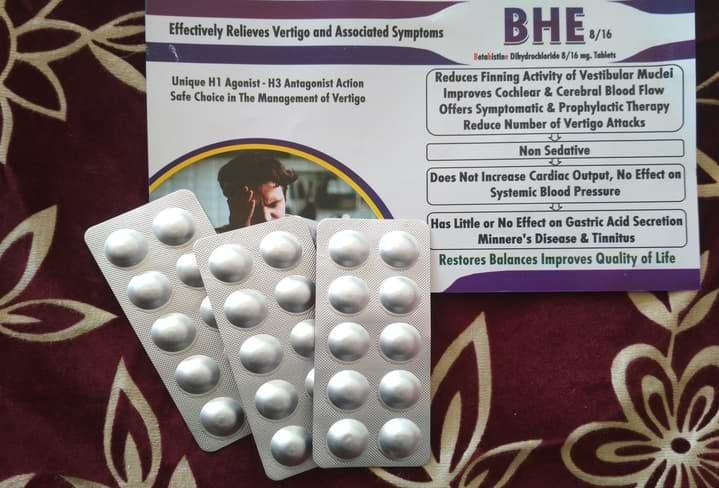 Effectively Relieves Vertigo and Associated Symptoms
BHE 8/16
Betahistine Dihydrochloride 8/16 mg. Tablets
Unique H1 Agonist - H3 Antagonist Action
Safe Choice in The Management of Vertigo
Reduces Finning Activity of Vestibular Muclei
Improves Cochlear & Cerebral Blood Flow
Offers Symptomatic & Prophylactic Therapy
Reduce Number of Vertigo Attacks
Non Sedative
Does Not Increase Cardiac Output, No Effect on
Systemic Blood Pressure
Has Little or No Effect on Gastric Acid Secretion
Minnere's Disease & Tinnitus
Restores Balances Improves Quality of Life